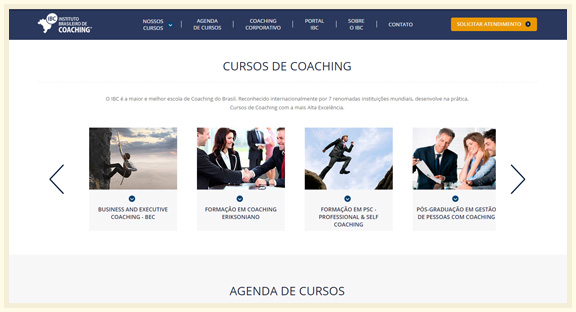 IBC
INSTITUTO
BRASILEIRO DE
COACHING
NOSSOS
CURSOS
AGENDA
DE CURSOS
COACHING
CORPORATIVO
PORTAL
IBC
SOBRE
O IBC
CONTATO
SOLICITAR ATENDIMENTO
CURSOS DE COACHING
O IBC é a maior e melhor escola de Coaching do Brasil. Reconhecido internacionalmente por 7 renomadas instituições mundiais, desenvolve na prática,
Cursos de Coaching com a mais Alta Excelência.
BUSINESS AND EXECUTIVE
COACHING - BEC
FORMAÇÃO EM COACHING
ERIKSONIANO
FORMAÇÃO EM PSC -
PROFESSIONAL & SELF
COACHING
PÓS-GRADUAÇÃO EM GESTÃO
DE PESSOAS COM COACHING
AGENDA DE CURSOS